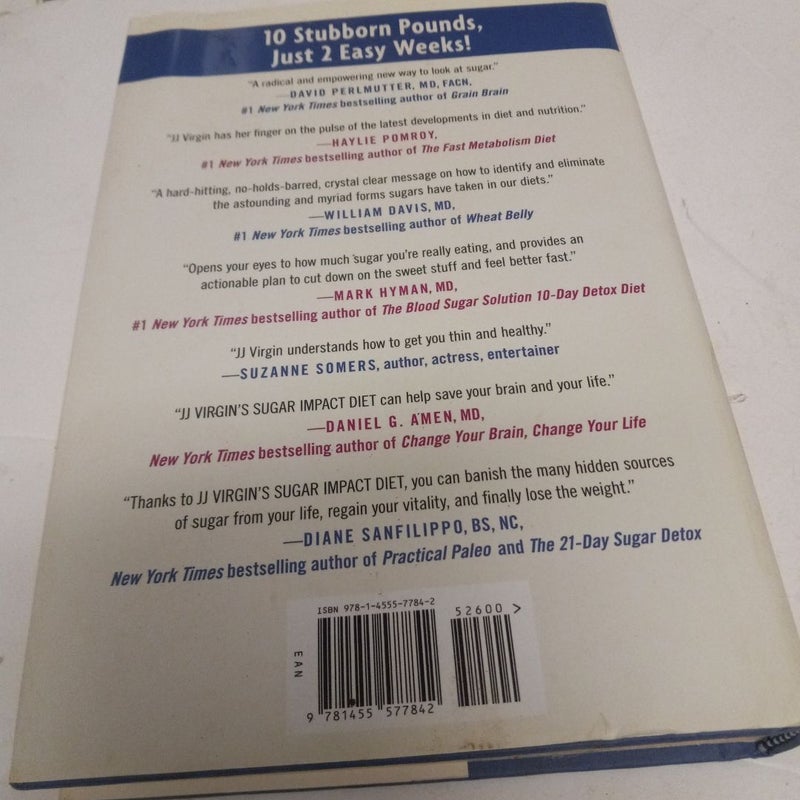 10 Stubborn Pounds,
Just 2 Easy Weeks!
"A radical and empowering new way to look at sugar."
—DAVID PERLMUTTER, MD, FACN,
#1 New York Times bestselling author of Grain Brain
"JJ Virgin has her finger on the pulse of the latest developments in diet and nutrition."
—HAYLIE POMROY,
#1 New York Times bestselling author of The Fast Metabolism Diet
"A hard-hitting, no-holds-barred, crystal clear message on how to identify and eliminate
the astounding and myriad forms sugars have taken in our diets."
—WILLIAM DAVIS, MD,
#1 New York Times bestselling author of Wheat Belly
"Opens your eyes to how much sugar you're really eating, and provides an
actionable plan to cut down on the sweet stuff and feel better fast."
—MARK HYMAN, MD,
#1 New York Times bestselling author of The Blood Sugar Solution 10-Day Detox Diet
"JJ Virgin understands how to get you thin and healthy."
—SUZANNE SOMERS, author, actress, entertainer
"JJ VIRGIN'S SUGAR IMPACT DIET can help save your brain and your life."
—DANIEL G. AMEN, MD,
New York Times bestselling author of Change Your Brain, Change Your Life
"Thanks to JJ VIRGIN'S SUGAR IMPACT DIET, you can banish the many hidden sources
of sugar from your life, regain your vitality, and finally lose the weight."
—DIANE SANFILIPPO, BS, NC,
New York Times bestselling author of Practical Paleo and The 21-Day Sugar Detox
ISBN 978-1-4555-7784-2
52600 >
EAN
9 781455 577842